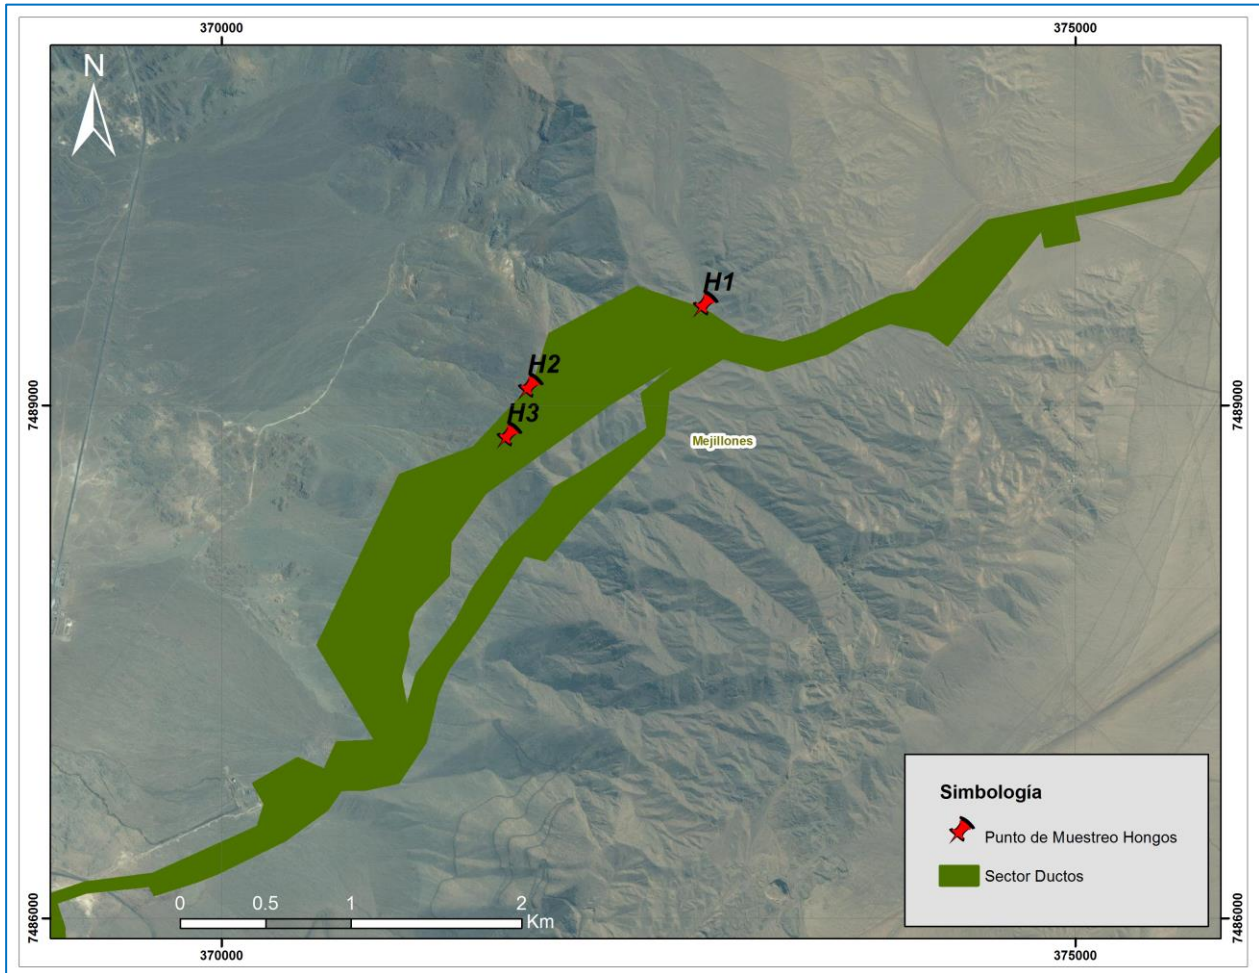 370000 375000
N
H1
H2
7489000 7489000
H3
Mejillones
Simbología
Punto de Muestreo Hongos
Sector Ductos
0 0.5 1 2
Km
7486000 7486000
370000 375000